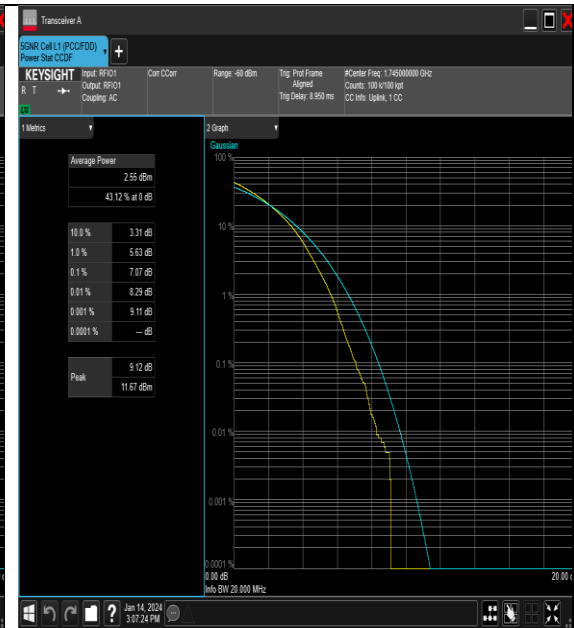 Transceiver A
5GNR Cell L1 (PCC/FDD)
Power Stat CCDF
+
KEYSIGHT
R T
LV
Input: RFIO1
Output: RFIO1
Coupling: AC
Corr CCorr
Range: -60 dBm
Trig: Prot Frame
Aligned
Trig Delay: 8.950 ms
#Center Freq: 1.745000000 GHz
Counts: 100 k/100 kpt
CC Info: Uplink, 1 CC
1 Metrics
Average Power
2.55 dBm
43.12 % at 0 dB
10.0 % 3.31 dB
1.0 % 5.63 dB
0.1 % 7.07 dB
0.01 % 8.29 dB
0.001 % 9.11 dB
0.0001 % --- dB
Peak
9.12 dB
11.67 dBm
2 Graph
Gaussian
100 %
10 %
1 %
0.1 %
0.01 %
0.001 %
0.0001 %
0.00 dB 20.00
Info BW 20.000 MHz
? Jan 14, 2024
3:07:24 PM